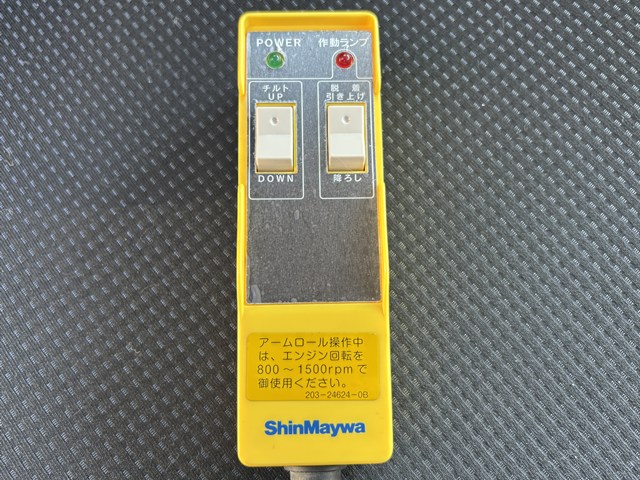 POWER 作動ランプ
チルト 脱着
UP 引き上げ
DOWN 降ろし
アームロール操作中
は、エンジン回転を
800～1500rpmで
御使用ください。
203-24624-0B
ShinMaywa